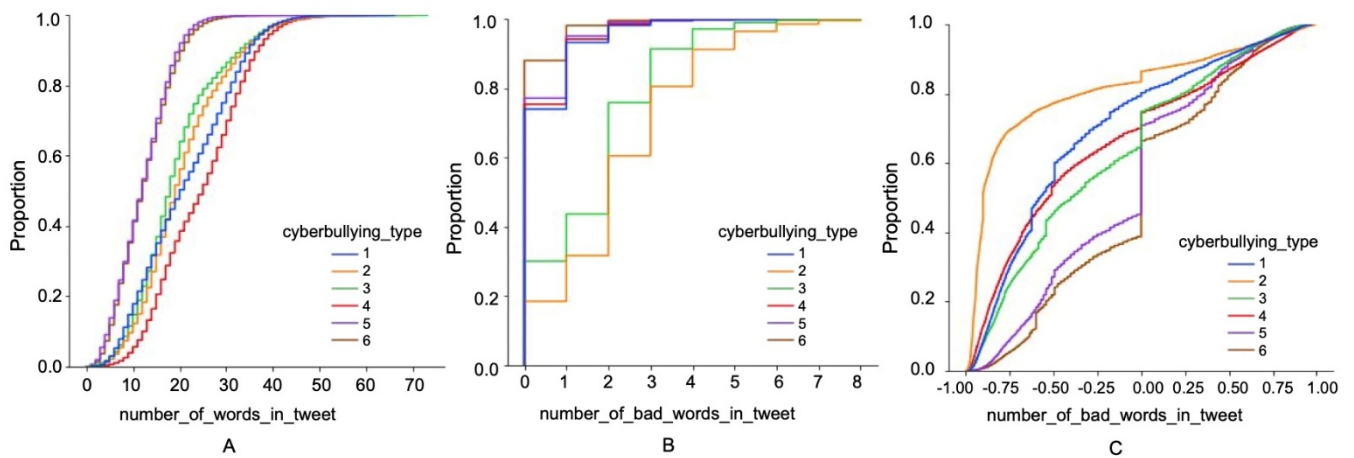 Proportion
1.0
0.8
0.6
0.4
0.2
0.0
cyberbullying_type
1
2
3
4
5
6
0 10 20 30 40 50 60 70
number_of_words_in_tweet
A
Proportion
1.0
0.8
0.6
0.4
0.2
0.0
cyberbullying_type
1
2
3
4
5
6
0 1 2 3 4 5 6 7 8
number_of_bad_words_in_tweet
B
Proportion
1.0
0.8
0.6
0.4
0.2
0.0
cyberbullying_type
1
2
3
4
5
6
-1.00 -0.75 -0.50 -0.25 0.00 0.25 0.50 0.75 1.00
number_of_bad_words_in_tweet
C